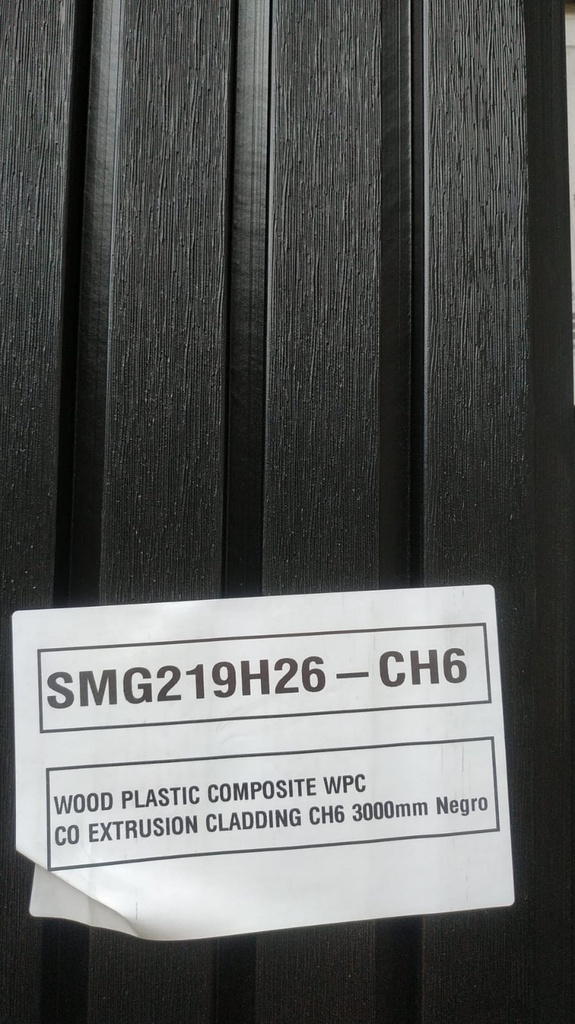 SMG219H26 – CH6
WOOD PLASTIC COMPOSITE WPC
CO EXTRUSION CLADDING CH6 3000mm Negro